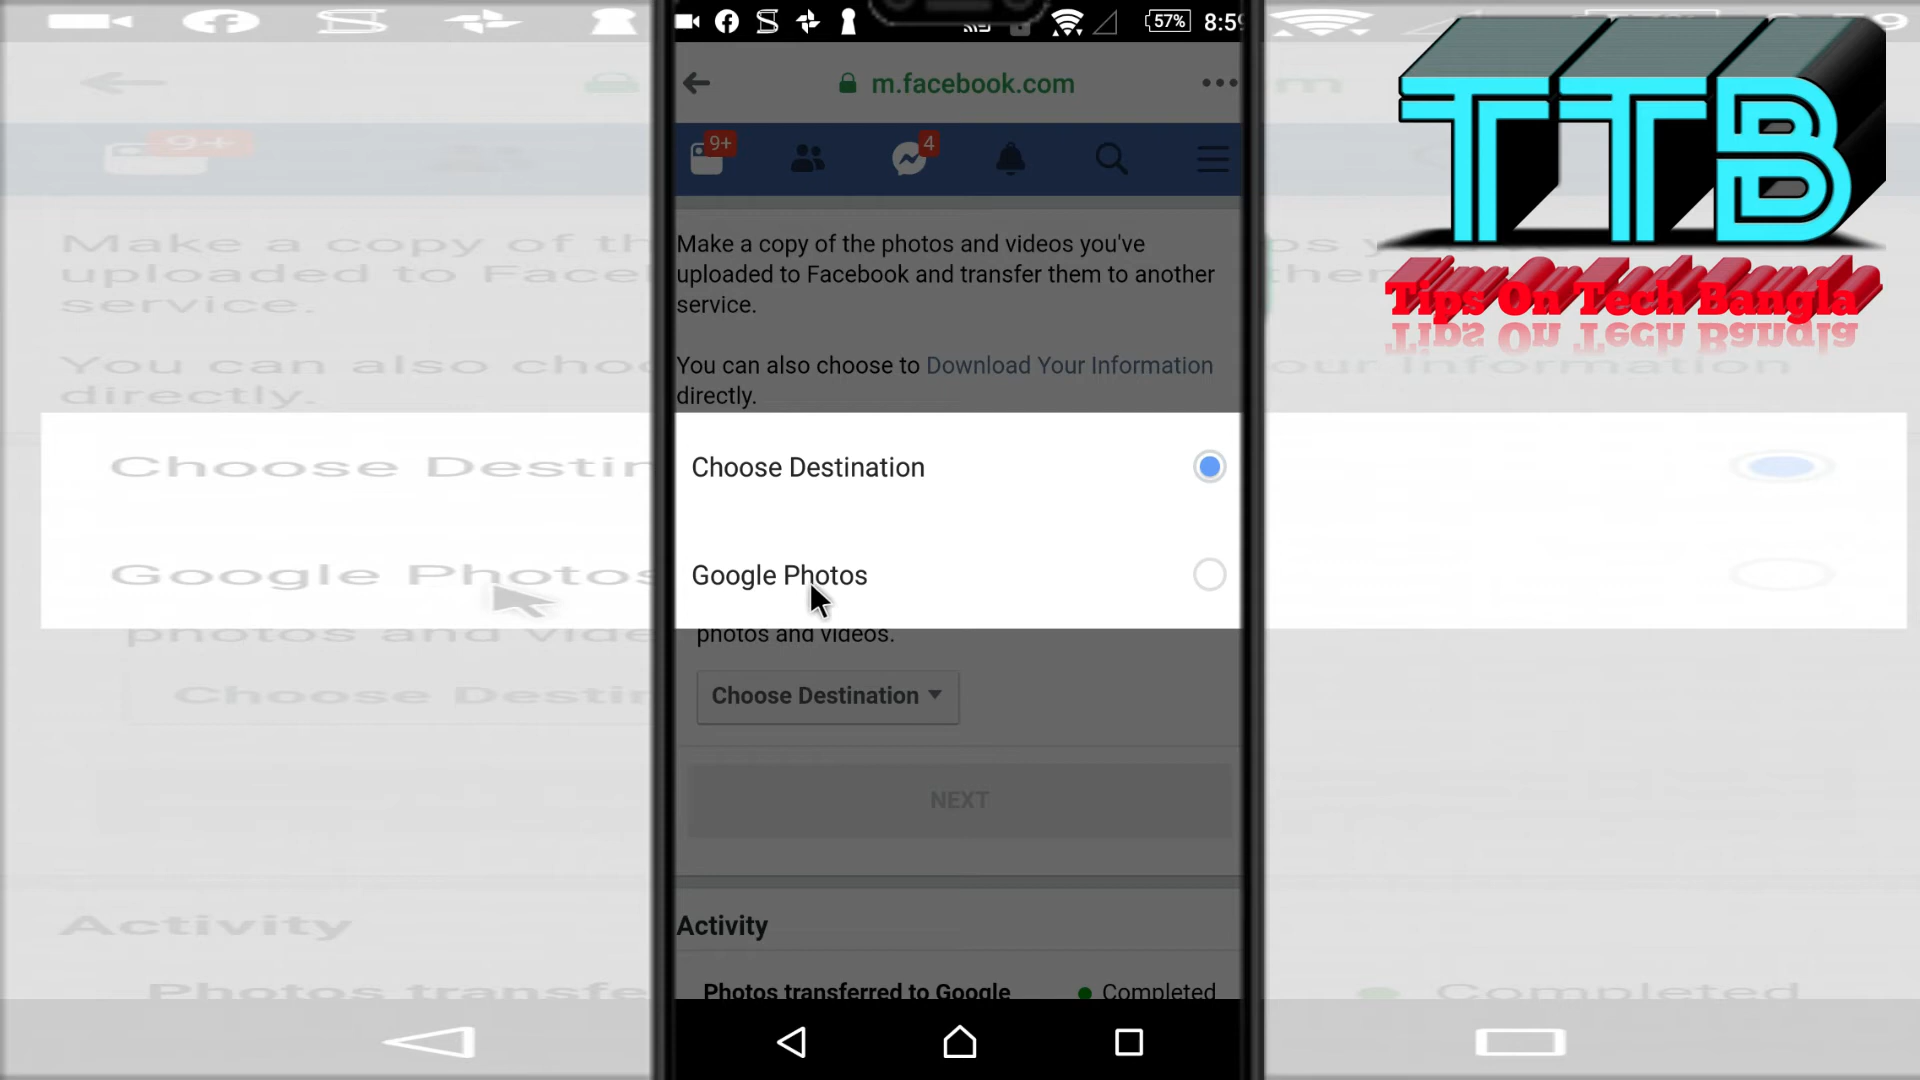 57% 8:59
m.facebook.com
9+ 4
Make a copy of the photos and videos you've
uploaded to Facebook and transfer them to another
service.
You can also choose to Download Your Information
directly.
Choose Destination
Google Photos
photos and videos.
Choose Destination
NEXT
Activity
Photos transferred to Google
Completed
TTB
Tips On Tech Bangla